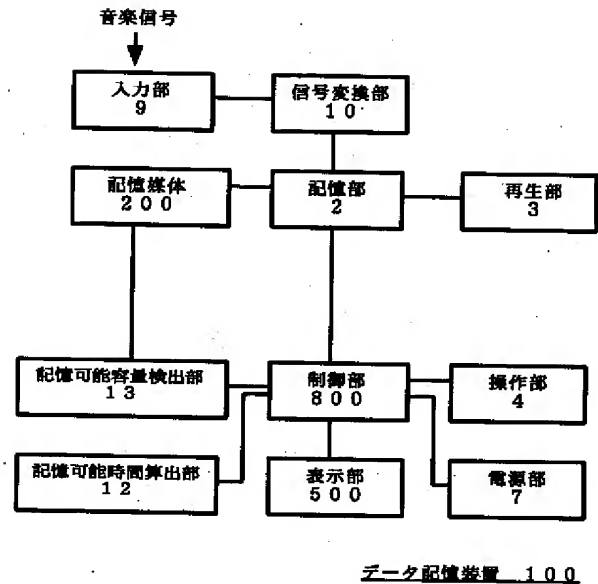 音楽信号
入力部
9
信号変換部
10
記憶媒体
200
記憶部
2
再生部
3
記憶可能容量検出部
13
制御部
800
操作部
4
記憶可能時間算出部
12
表示部
500
電源部
7
データ記憶装置 100